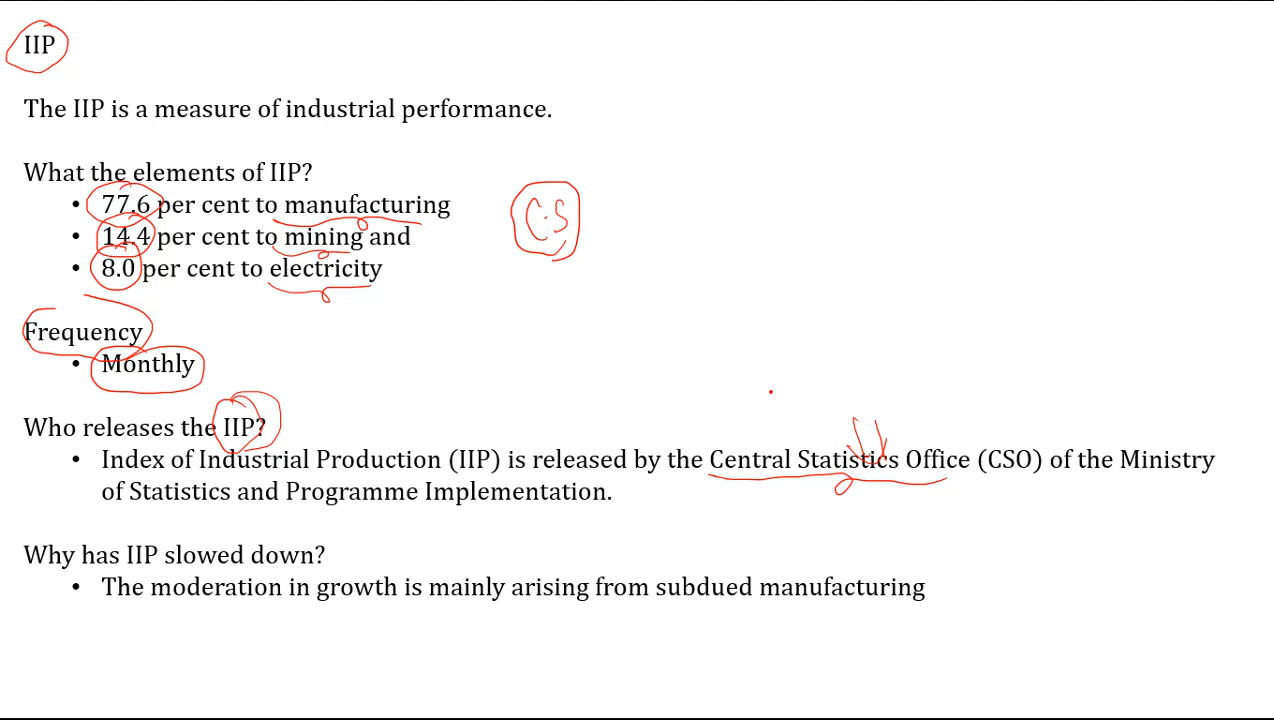 IIP
The IIP is a measure of industrial performance.
What the elements of IIP?
• 77.6 per cent to manufacturing
• 14.4 per cent to mining and
• 8.0 per cent to electricity
C.S
Frequency
• Monthly
Who releases the IIP?
• Index of Industrial Production (IIP) is released by the Central Statistics Office (CSO) of the Ministry
of Statistics and Programme Implementation.
Why has IIP slowed down?
• The moderation in growth is mainly arising from subdued manufacturing